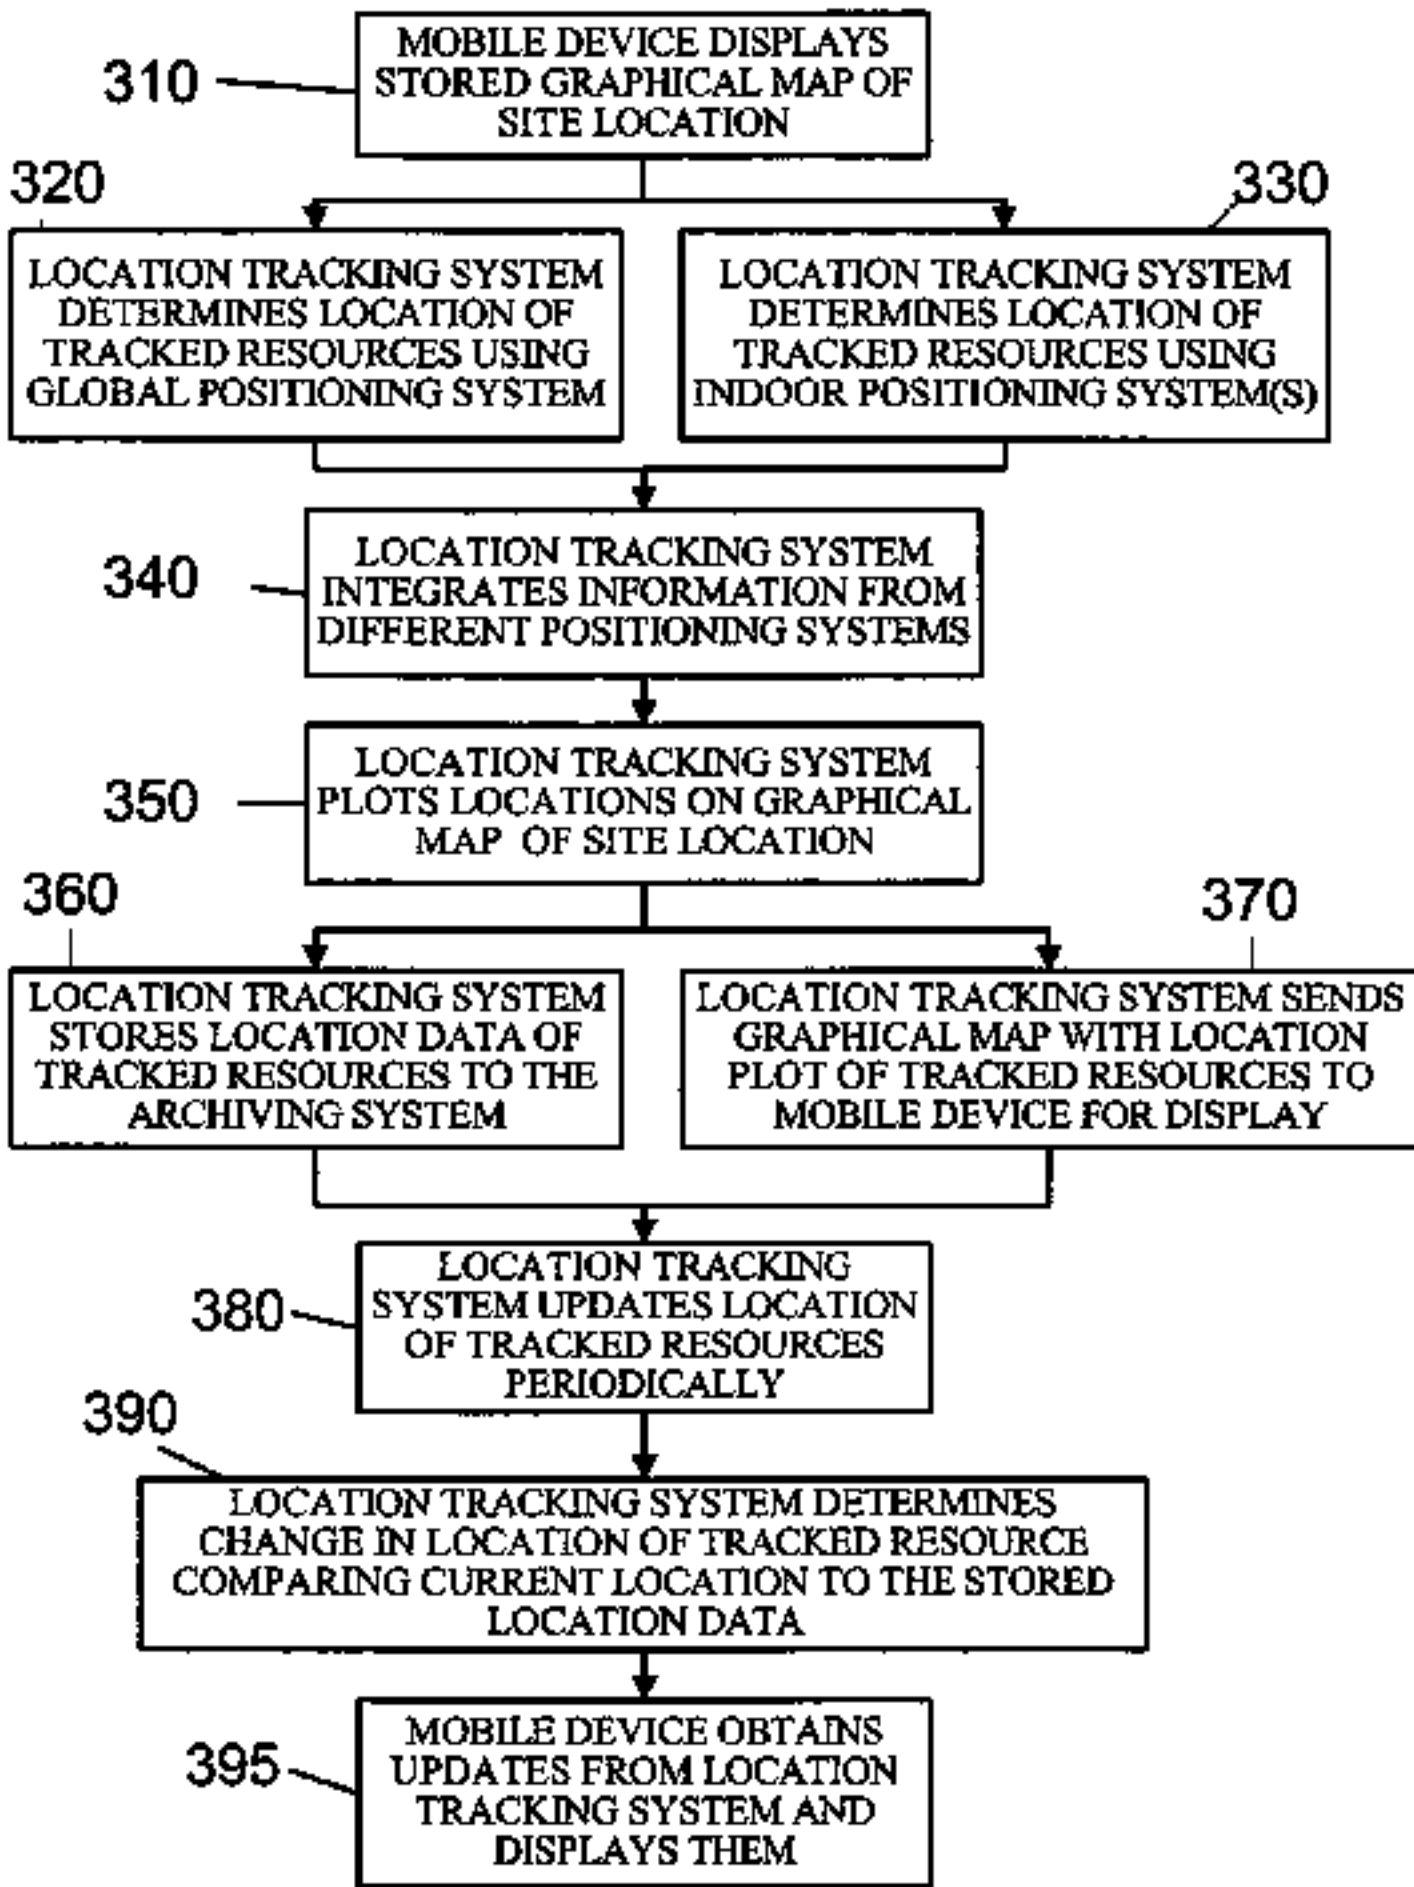 310
MOBILE DEVICE DISPLAYS
STORED GRAPHICAL MAP OF
SITE LOCATION
320
330
LOCATION TRACKING SYSTEM
DETERMINES LOCATION OF
TRACKED RESOURCES USING
GLOBAL POSITIONING SYSTEM
LOCATION TRACKING SYSTEM
DETERMINES LOCATION OF
TRACKED RESOURCES USING
INDOOR POSITIONING SYSTEM(S)
340
LOCATION TRACKING SYSTEM
INTEGRATES INFORMATION FROM
DIFFERENT POSITIONING SYSTEMS
350
LOCATION TRACKING SYSTEM
PLOTS LOCATIONS ON GRAPHICAL
MAP OF SITE LOCATION
360
370
LOCATION TRACKING SYSTEM
STORES LOCATION DATA OF
TRACKED RESOURCES TO THE
ARCHIVING SYSTEM
LOCATION TRACKING SYSTEM SENDS
GRAPHICAL MAP WITH LOCATION
PLOT OF TRACKED RESOURCES TO
MOBILE DEVICE FOR DISPLAY
380
LOCATION TRACKING
SYSTEM UPDATES LOCATION
OF TRACKED RESOURCES
PERIODICALLY
390
LOCATION TRACKING SYSTEM DETERMINES
CHANGE IN LOCATION OF TRACKED RESOURCE
COMPARING CURRENT LOCATION TO THE STORED
LOCATION DATA
395
MOBILE DEVICE OBTAINS
UPDATES FROM LOCATION
TRACKING SYSTEM AND
DISPLAYS THEM